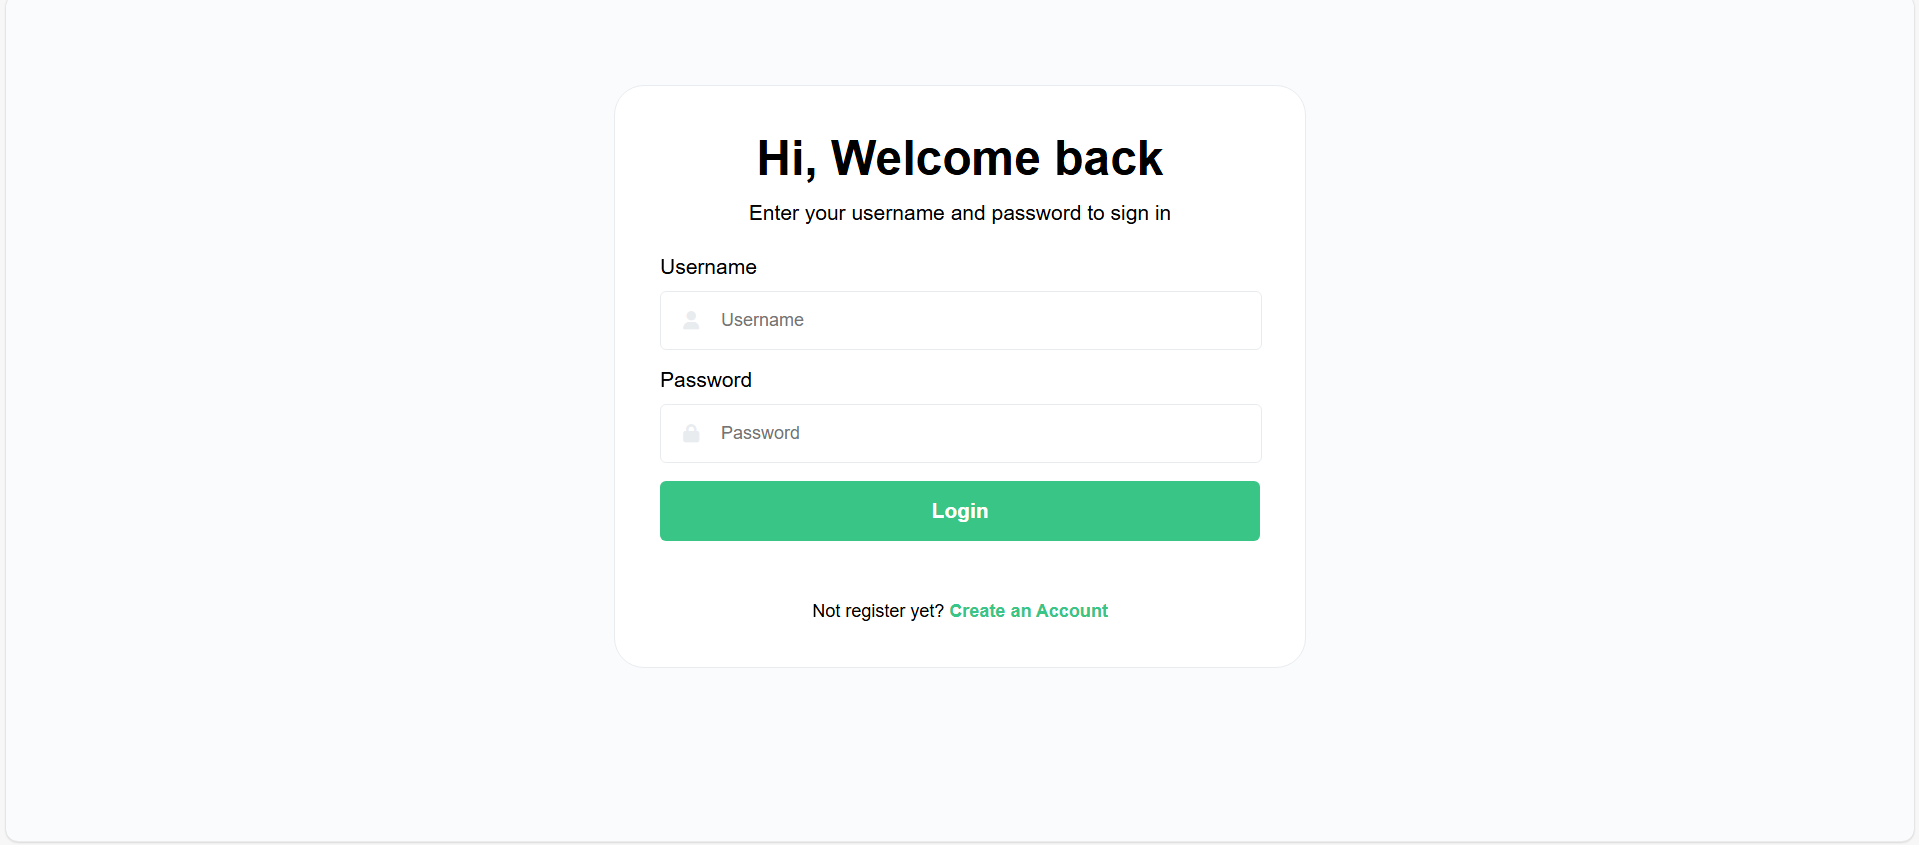 Hi, Welcome back
Enter your username and password to sign in
Username
Username
Password
Password
Login
Not register yet? Create an Account